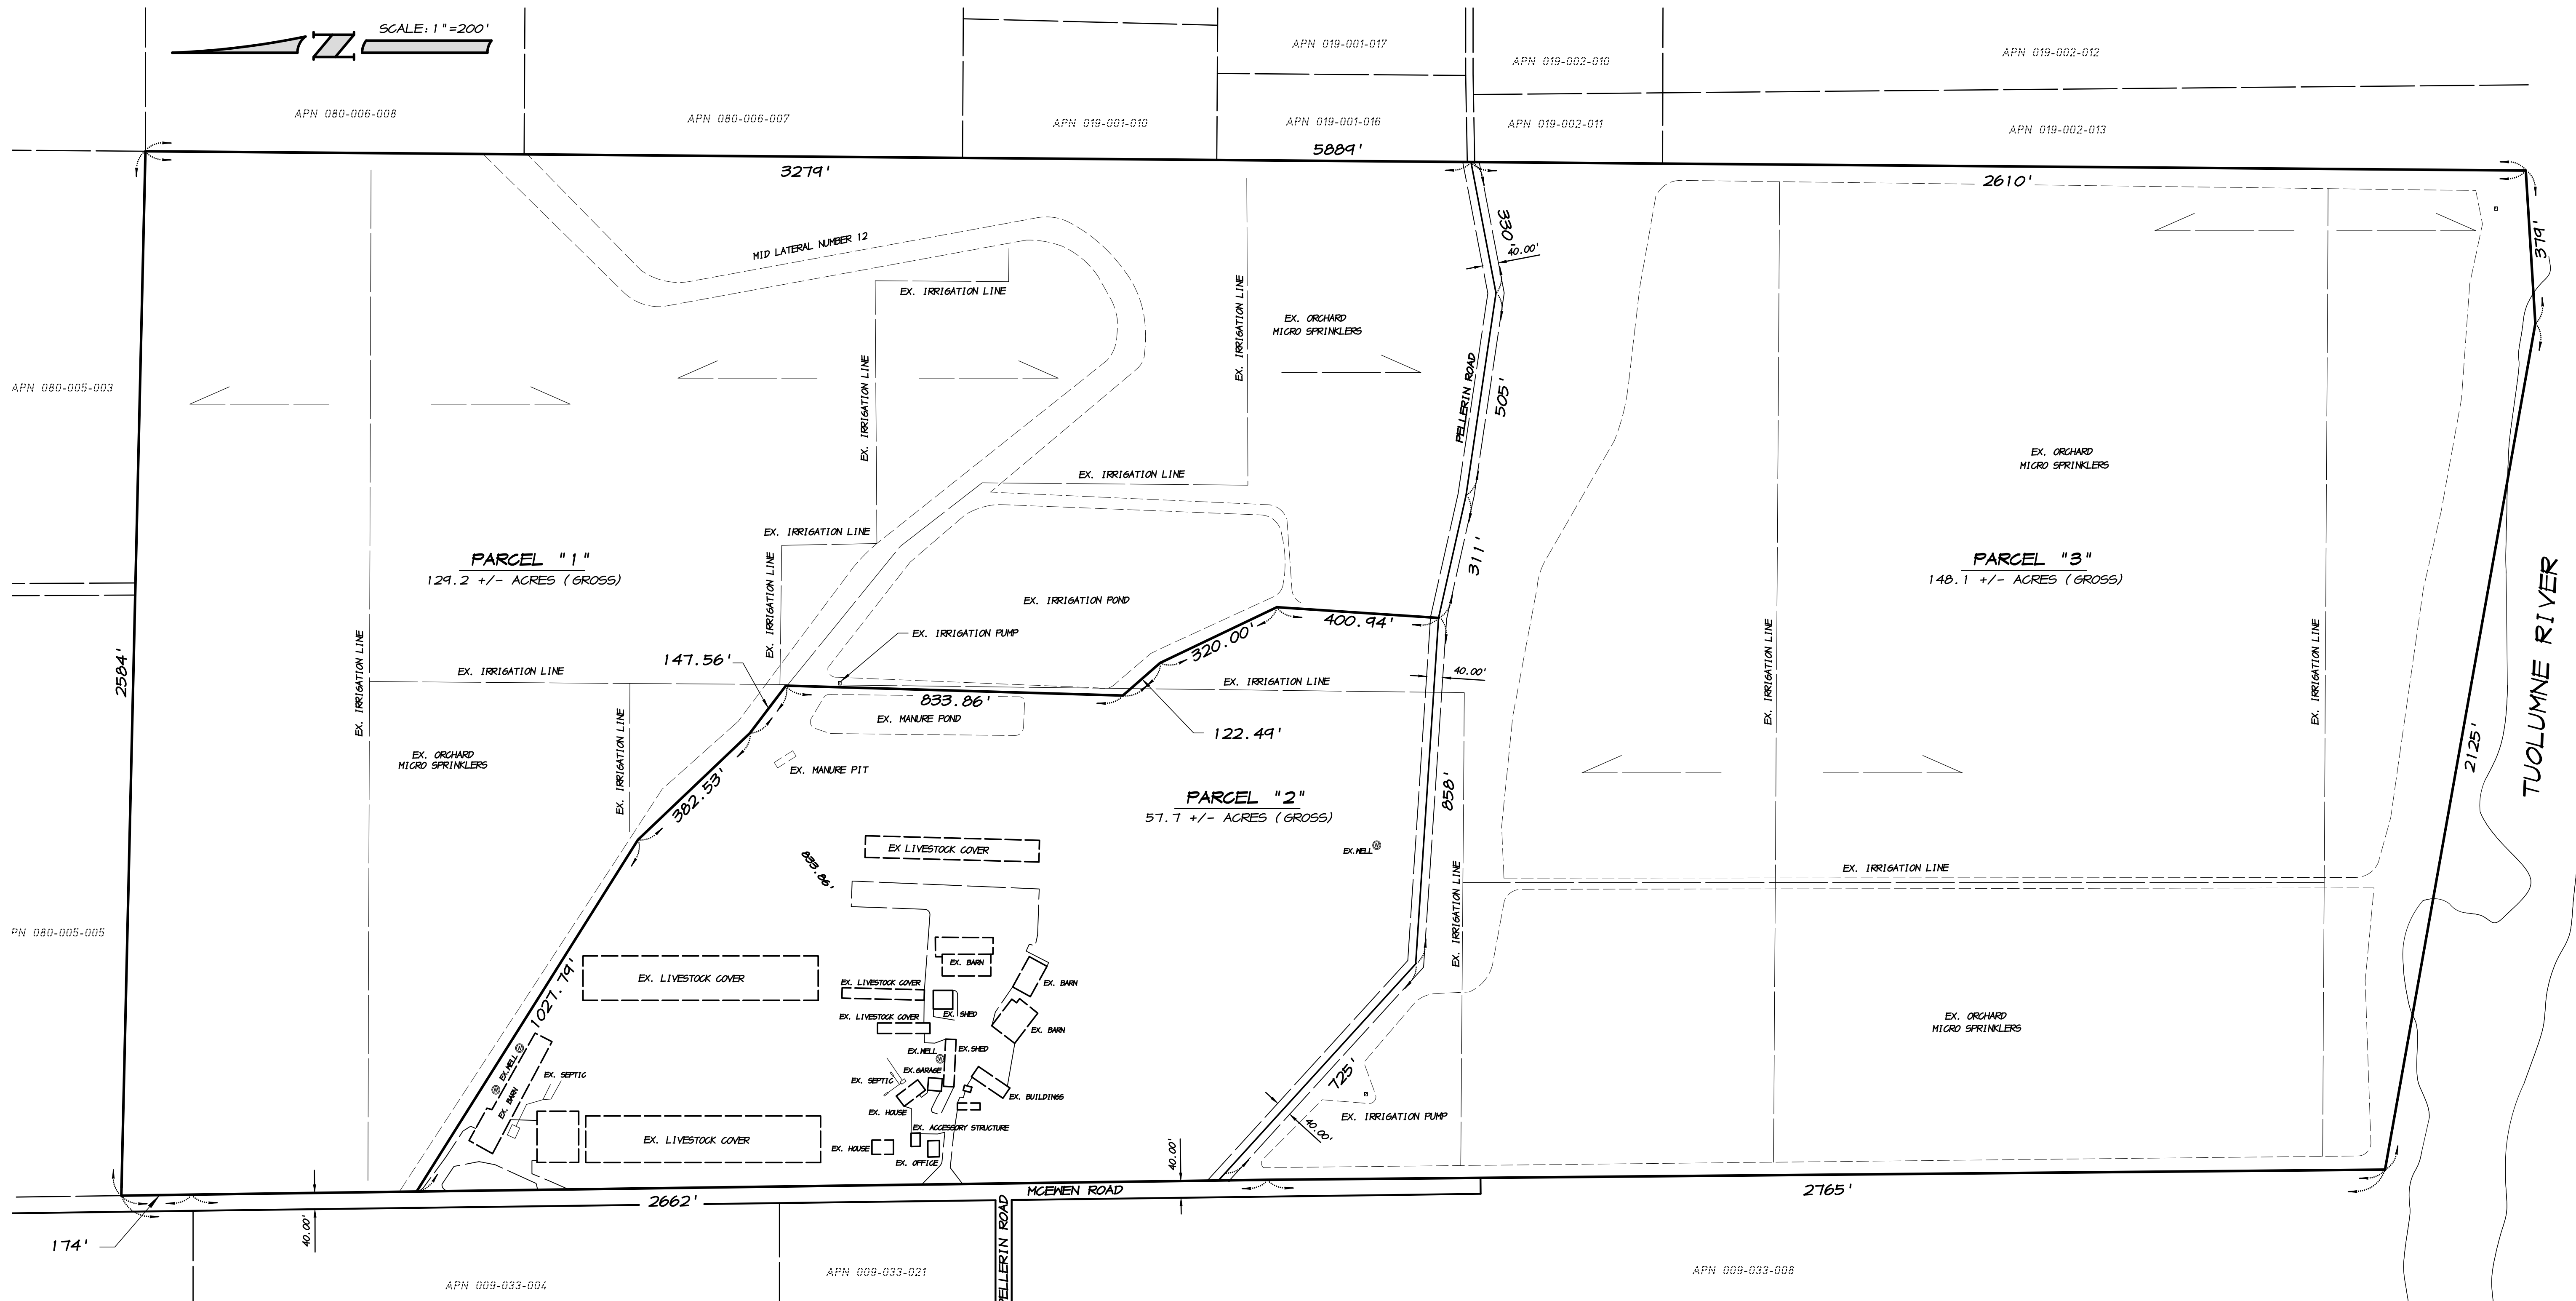 SCALE: 1"=200'
APN 019-001-017
APN 019-002-010
APN 019-002-012
APN 080-006-008
APN 080-006-007
APN 019-001-010
APN 019-001-016
APN 019-002-011
APN 019-002-013
5889'
3279'
2610'
330'
40.00'
379'
MID LATERAL NUMBER 12
EX. IRRIGATION LINE
EX. IRRIGATION LINE
EX. IRRIGATION LINE
EX. ORCHARD
MICRO SPRINKLERS
PELLERIN ROAD
505'
APN 080-005-003
EX. IRRIGATION LINE
EX. ORCHARD
MICRO SPRINKLERS
EX. IRRIGATION LINE
EX. IRRIGATION LINE
PARCEL "1"
129.2 +/- ACRES (GROSS)
311'
PARCEL "3"
148.1 +/- ACRES (GROSS)
EX. IRRIGATION POND
EX. IRRIGATION PUMP
320.00'
400.94'
2584'
EX. IRRIGATION LINE
EX. IRRIGATION LINE
147.56'
EX. IRRIGATION LINE
40.00'
EX. IRRIGATION LINE
EX. IRRIGATION LINE
TUOLUMNE RIVER
833.86'
EX. MANURE POND
122.49'
2125'
EX. IRRIGATION LINE
EX. ORCHARD
MICRO SPRINKLERS
EX. MANURE PIT
382.53'
PARCEL "2"
57.7 +/- ACRES (GROSS)
858'
EX LIVESTOCK COVER
EX.WELL
833.86'
EX. IRRIGATION LINE
EX. IRRIGATION LINE
PN 080-005-005
EX. LIVESTOCK COVER
EX. BARN
EX. LIVESTOCK COVER
EX. BARN
1027.79'
EX. LIVESTOCK COVER
EX. SHED
EX. BARN
EX. ORCHARD
MICRO SPRINKLERS
EX.WELL
EX.SHED
EX.WELL
EX.GARAGE
EX. SEPTIC
EX. SEPTIC
EX. BARN
EX. BUILDINGS
725'
EX. HOUSE
EX. IRRIGATION PUMP
40.00'
EX. ACCESSORY STRUCTURE
EX. LIVESTOCK COVER
EX. HOUSE
EX. OFFICE
40.00'
MCEWEN ROAD
2765'
2662'
40.00'
174'
PELLERIN ROAD
APN 009-033-004
APN 009-033-021
APN 009-033-008